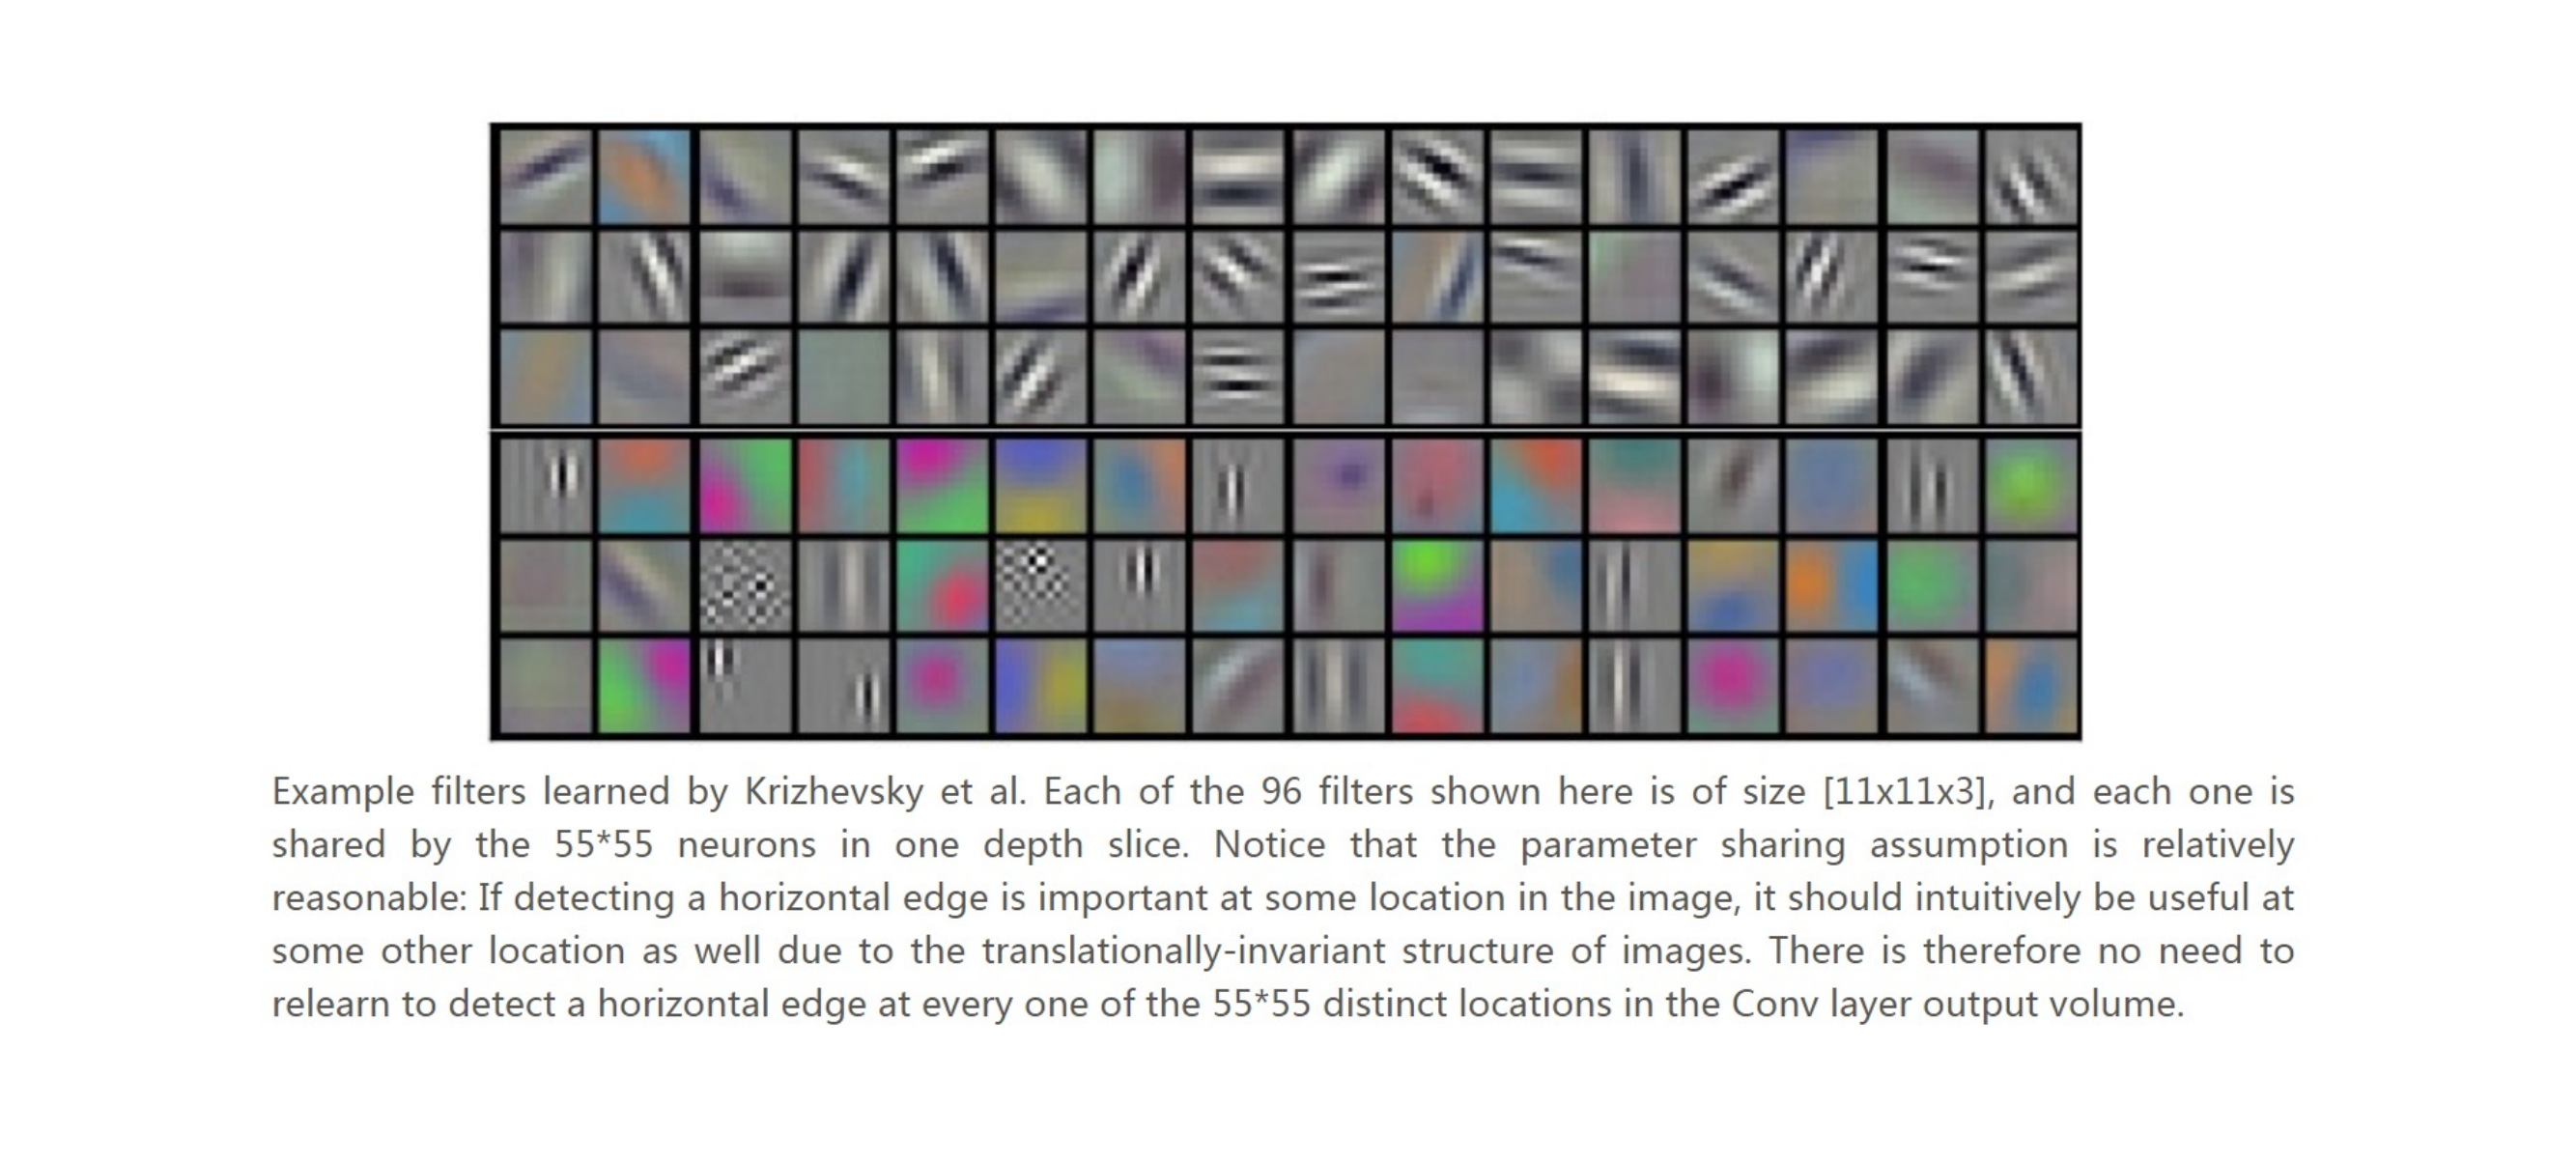 Example filters learned by Krizhevsky et al. Each of the 96 filters shown here is of size [11x11x3], and each one is
shared by the 55*55 neurons in one depth slice. Notice that the parameter sharing assumption is relatively
reasonable: If detecting a horizontal edge is important at some location in the image, it should intuitively be useful at
some other location as well due to the translationally-invariant structure of images. There is therefore no need to
relearn to detect a horizontal edge at every one of the 55*55 distinct locations in the Conv layer output volume.